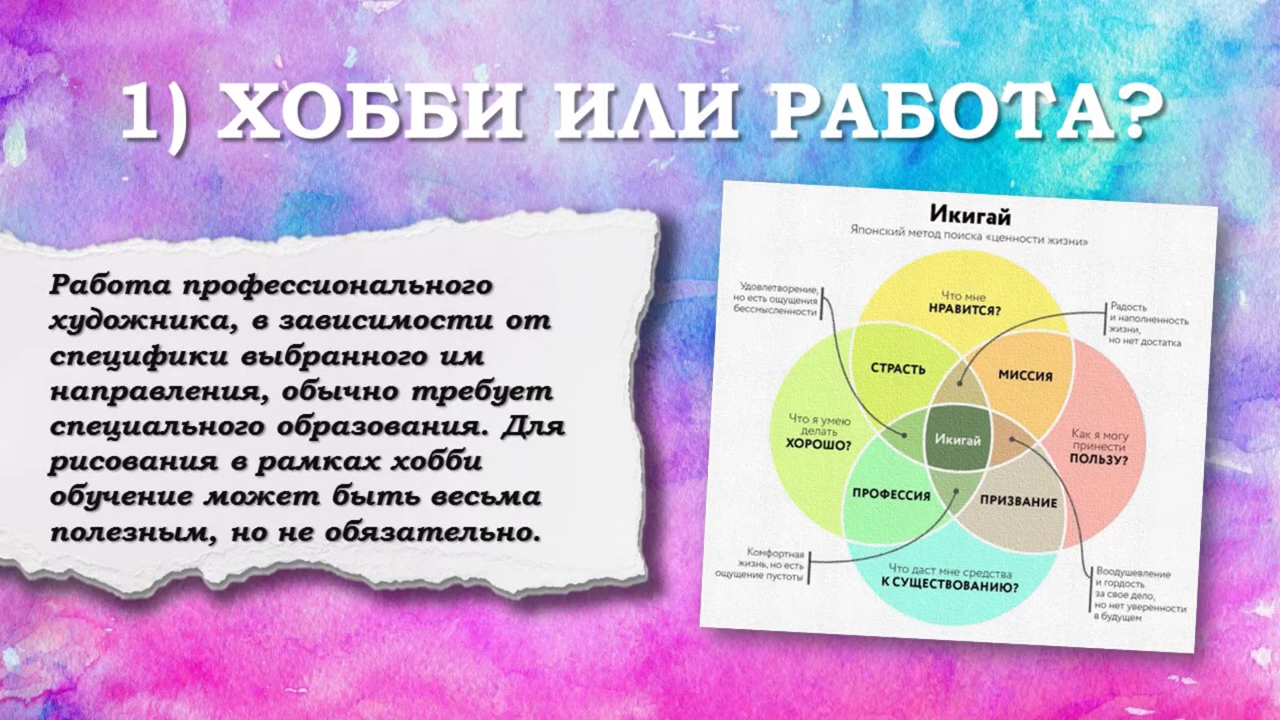 1) ХОББИ ИЛИ РАБОТА?
Работа профессионального
художника, в зависимости от
специфики выбранного им
направления, обычно требует
специального образования. Для
рисования в рамках хобби
обучение может быть весьма
полезным, но не обязательно.
Икигай
Японский метод поиска «ценности жизни»
Удовлетворение,
но есть ощущения
бессмысленности
Что мне
НРАВИТСЯ?
Радость
и наполненность
жизни,
но нет достатка
СТРАСТЬ
МИССИЯ
Что я умею
делать
ХОРОШО?
Икигай
Как я могу
принести
ПОЛЬЗУ?
ПРОФЕССИЯ
ПРИЗВАНИЕ
Комфортная
жизнь, но есть
ощущение пустоты
Что даст мне средства
К СУЩЕСТВОВАНИЮ?
Воодушевление
и гордость
за свое дело,
но нет уверенности
в будущем